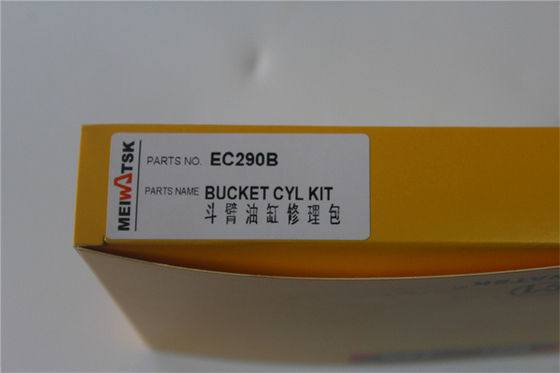 MEIWATSK
PARTS NO. EC290B
PARTS NAME BUCKET CYL KIT
斗臂油缸修理包